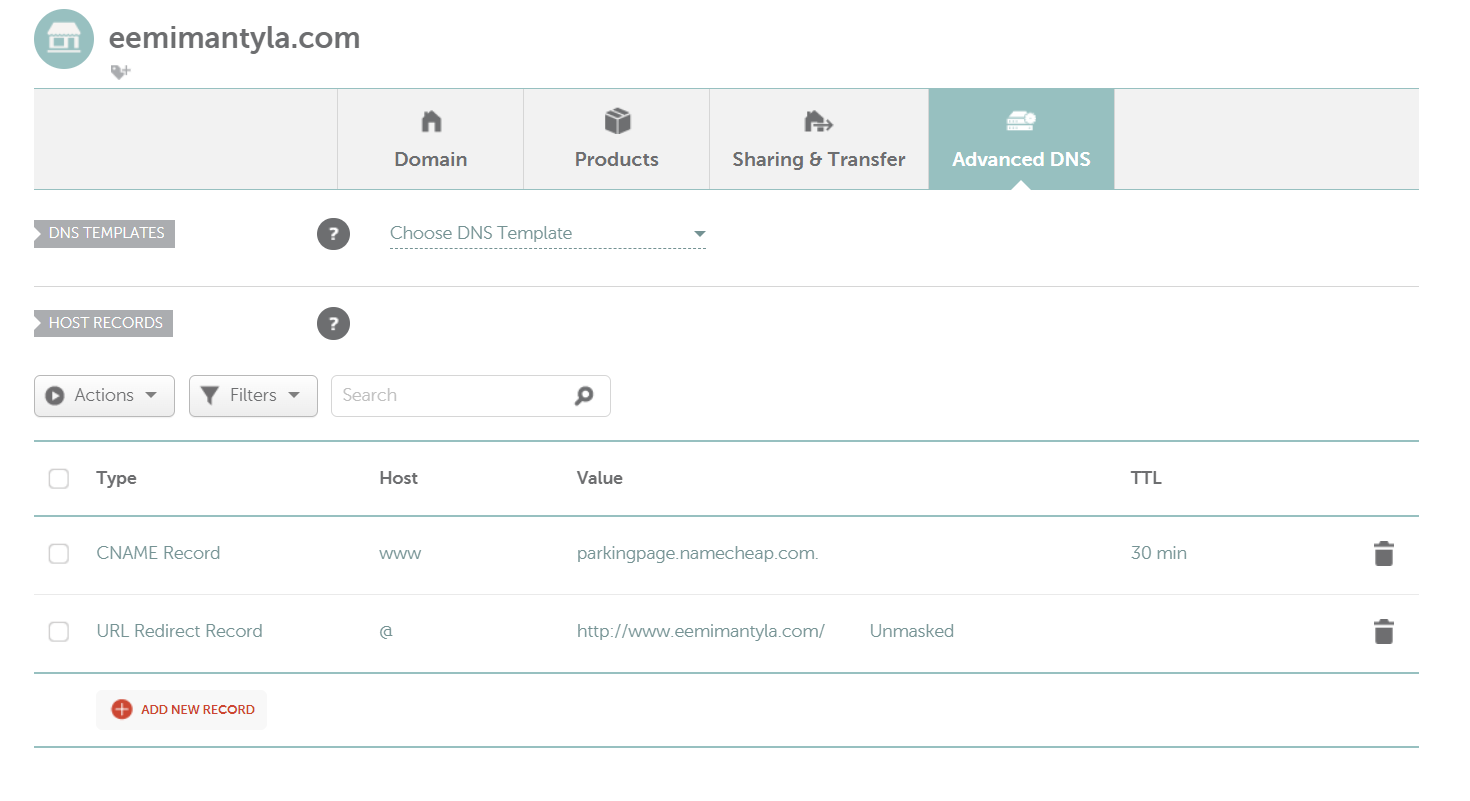 eemimantyla.com
Domain Products Sharing & Transfer Advanced DNS
DNS TEMPLATES ? Choose DNS Template
HOST RECORDS ?
Actions Filters Search
Type Host Value TTL
CNAME Record www parkingpage.namecheap.com. 30 min
URL Redirect Record @ http://www.eemimantyla.com/ Unmasked
ADD NEW RECORD